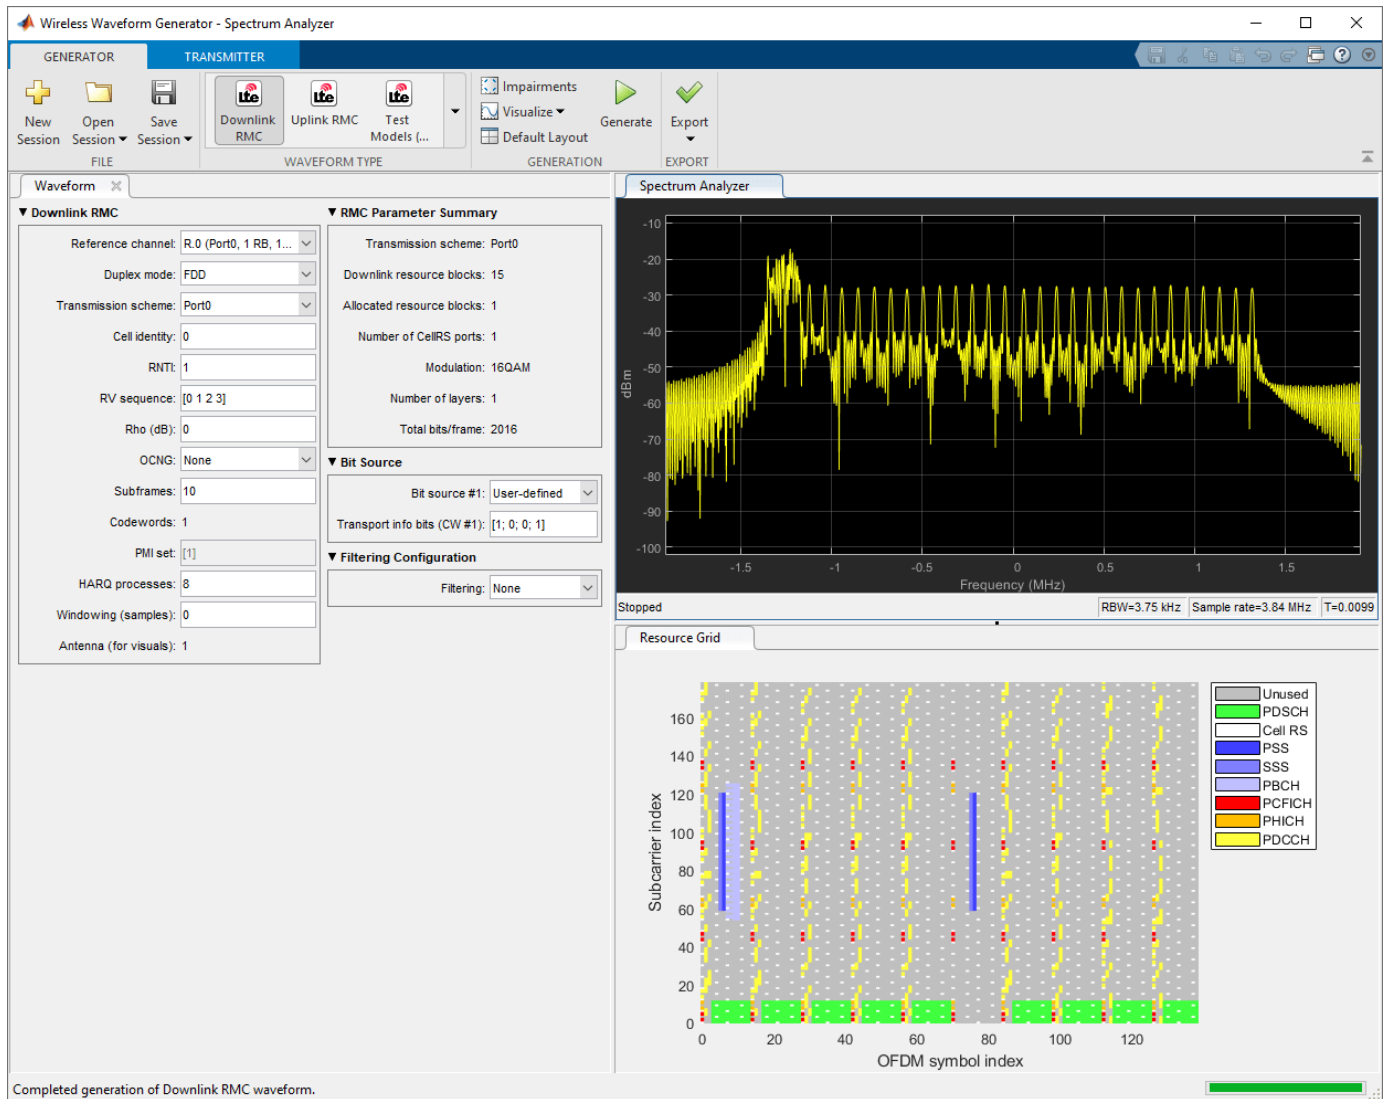 Wireless Waveform Generator - Spectrum Analyzer
GENERATOR
TRANSMITTER
New Session
Open Session
Save Session
FILE
Downlink RMC
Uplink RMC
Test Models (...
WAVEFORM TYPE
Impairments
Visualize
Default Layout
Generate
GENERATION
Export
EXPORT
Waveform
Downlink RMC
Reference channel: R.0 (Port0, 1 RB, 1...
Duplex mode: FDD
Transmission scheme: Port0
Cell identity: 0
RNTI: 1
RV sequence: [0 1 2 3]
Rho (dB): 0
OCNG: None
Subframes: 10
Codewords: 1
PMI set: [1]
HARQ processes: 8
Windowing (samples): 0
Antenna (for visuals): 1
RMC Parameter Summary
Transmission scheme: Port0
Downlink resource blocks: 15
Allocated resource blocks: 1
Number of CellRS ports: 1
Modulation: 16QAM
Number of layers: 1
Total bits/frame: 2016
Bit Source
Bit source #1: User-defined
Transport info bits (CW #1): [1; 0; 0; 1]
Filtering Configuration
Filtering: None
Spectrum Analyzer
-10
-20
-30
-40
-50
-60
-70
-80
-90
-100
dBm
-1.5 -1 -0.5 0 0.5 1 1.5
Frequency (MHz)
Stopped
RBW=3.75 kHz Sample rate=3.84 MHz T=0.0099
Resource Grid
160
140
120
100
80
60
40
20
0
Subcarrier index
0 20 40 60 80 100 120
OFDM symbol index
Unused
PDSCH
Cell RS
PSS
SSS
PBCH
PCFICH
PHICH
PDCCH
Completed generation of Downlink RMC waveform.